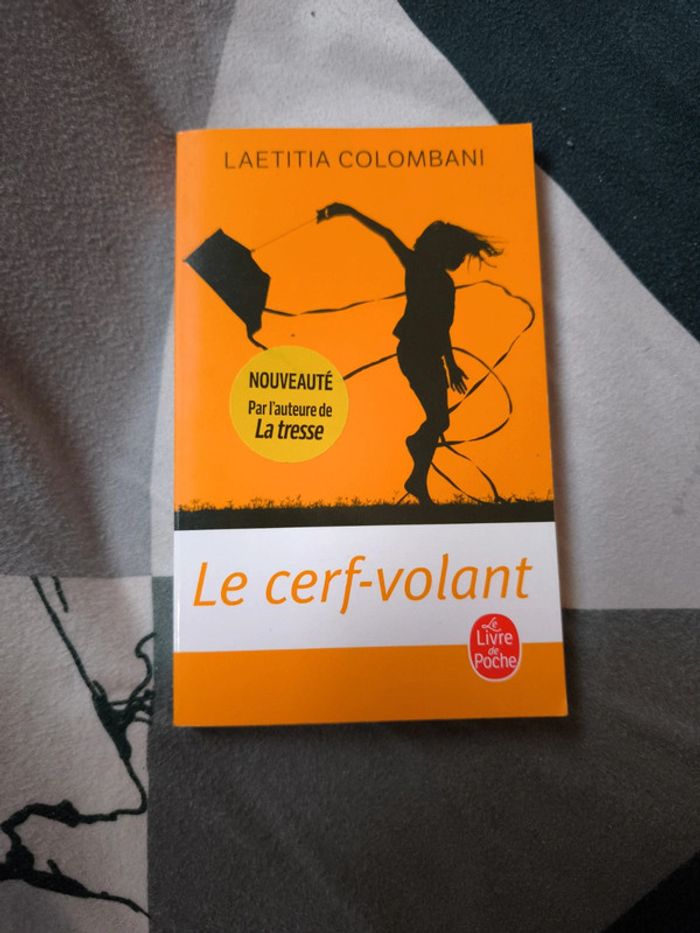 LAETITIA COLOMBANI
NOUVEAUTÉ
Par l'auteure de
La tresse
Le cerf-volant
Le
Livre
de
Poche